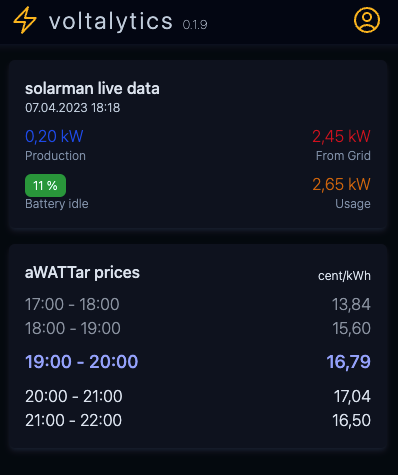 voltalytics 0.1.9
solarman live data
07.04.2023 18:18
0,20 kW 2,45 kW
Production From Grid
11 % 2,65 kW
Battery idle Usage
aWATTar prices cent/kWh
17:00 - 18:00 13,84
18:00 - 19:00 15,60
19:00 - 20:00 16,79
20:00 - 21:00 17,04
21:00 - 22:00 16,50